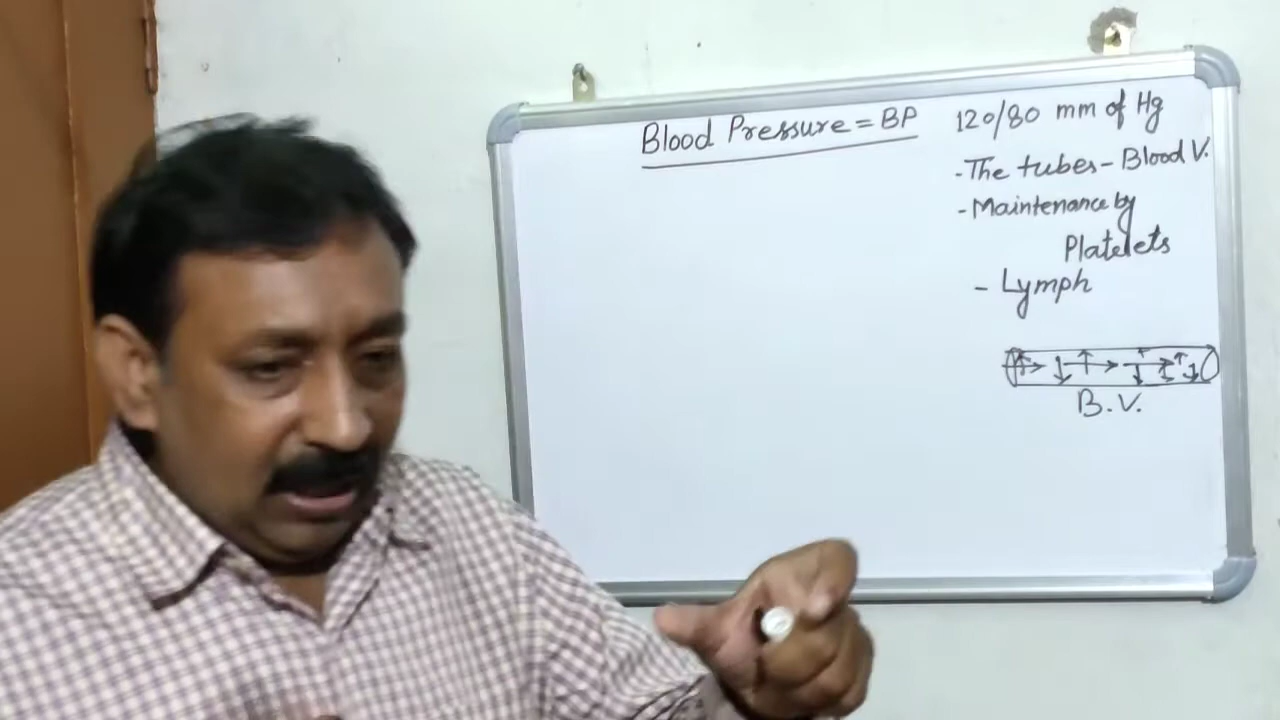 Blood Pressure = BP
120/80 mm of Hg
- The tubes - Blood V.
- Maintenance by
Platelets
- Lymph
B.V.